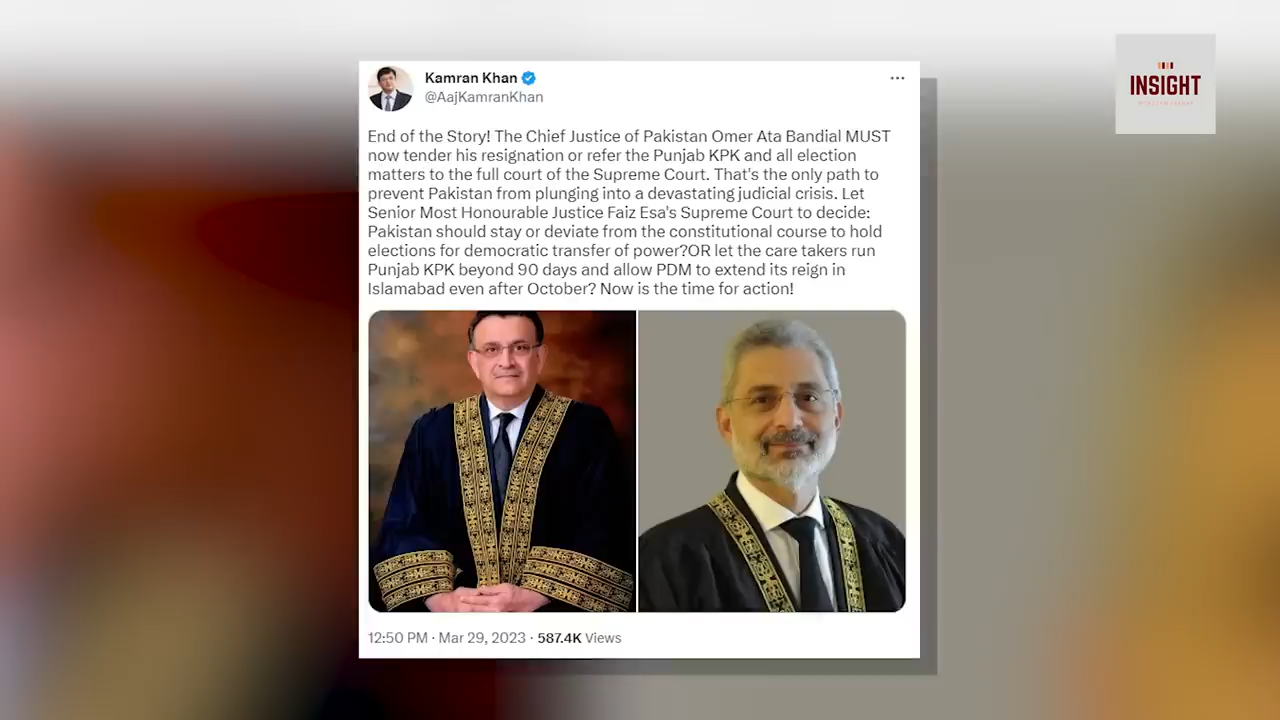 Kamran Khan
@AajKamranKhan
INSIGHT
End of the Story! The Chief Justice of Pakistan Omer Ata Bandial MUST
now tender his resignation or refer the Punjab KPK and all election
matters to the full court of the Supreme Court. That's the only path to
prevent Pakistan from plunging into a devastating judicial crisis. Let
Senior Most Honourable Justice Faiz Esa's Supreme Court to decide:
Pakistan should stay or deviate from the constitutional course to hold
elections for democratic transfer of power?OR let the care takers run
Punjab KPK beyond 90 days and allow PDM to extend its reign in
Islamabad even after October? Now is the time for action!
12:50 PM · Mar 29, 2023 · 587.4K Views